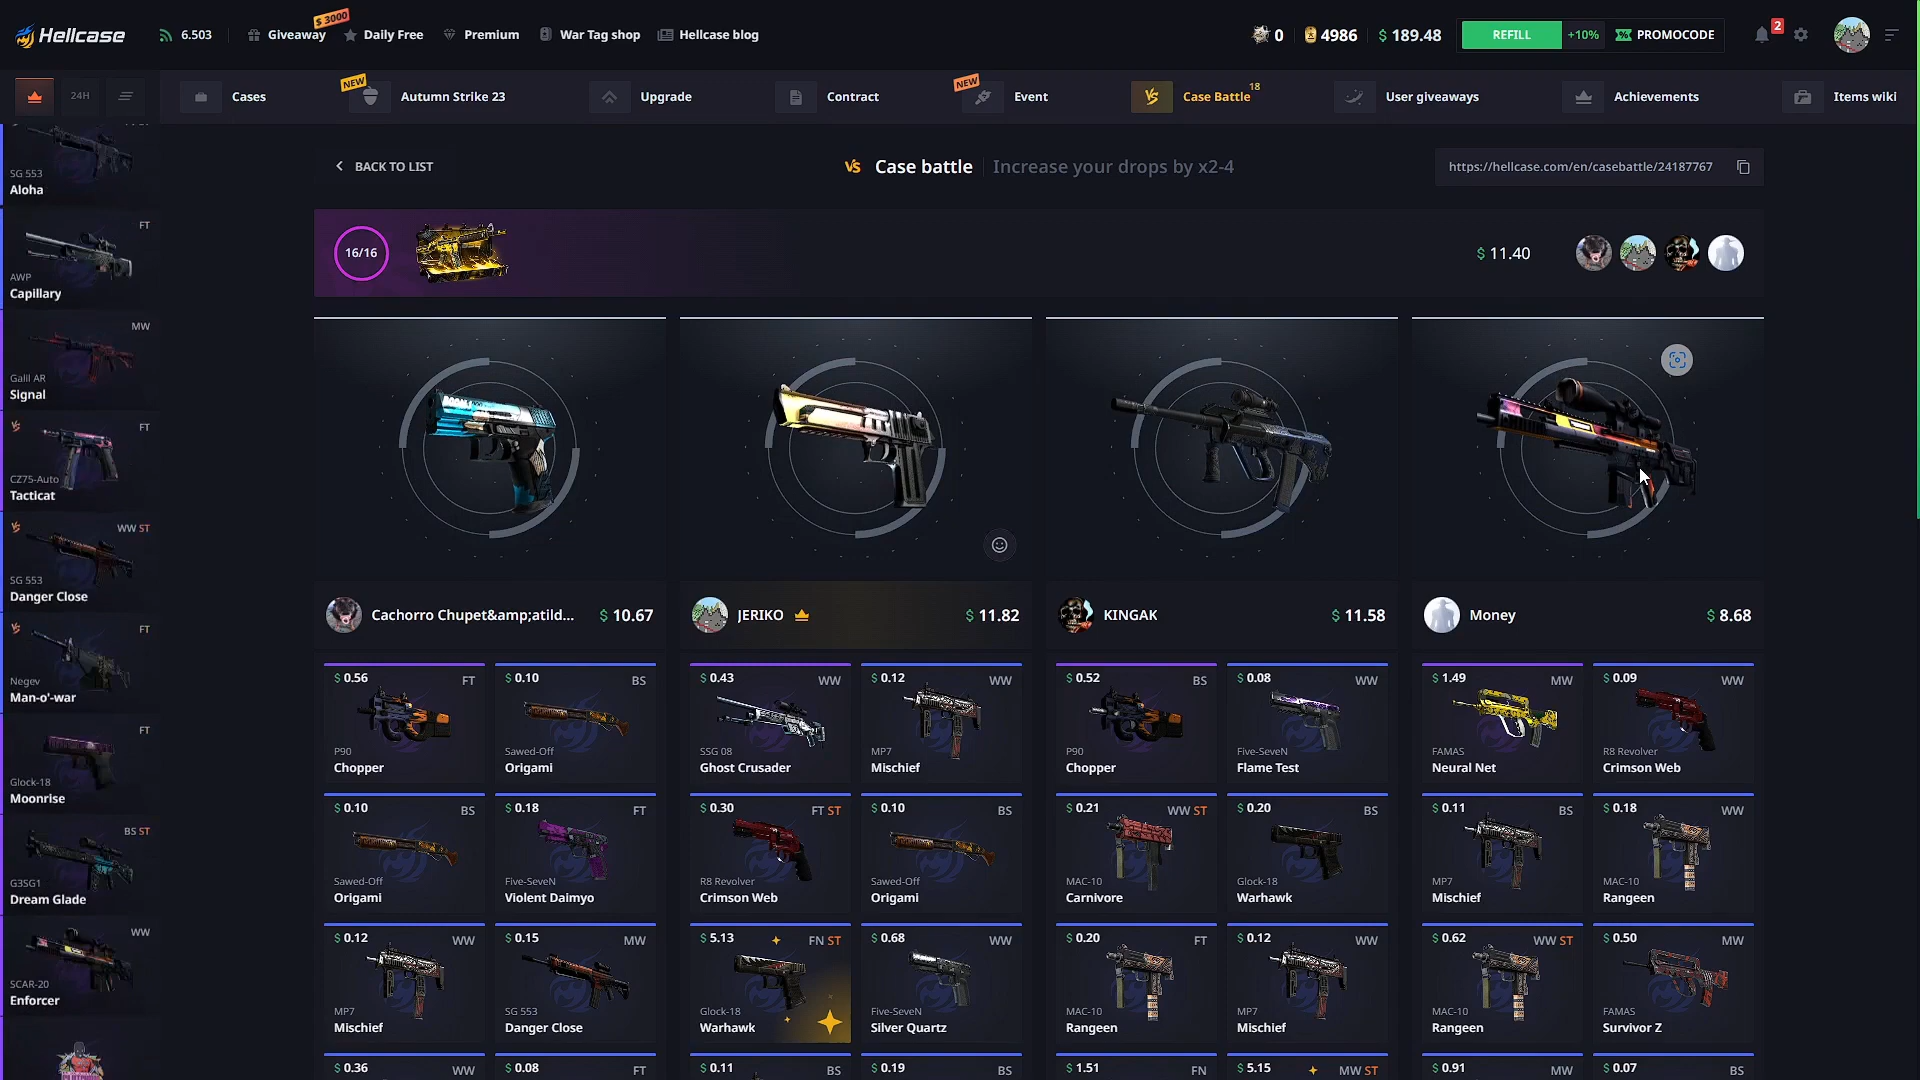 Hellcase
6.503
Giveaway
$ 3000
Daily Free
Premium
War Tag shop
Hellcase blog
0
4986
$ 189.48
REFILL
+10%
PROMOCODE
2
24H
Cases
NEW
Autumn Strike 23
Upgrade
Contract
NEW
Event
VS
Case Battle
18
User giveaways
Achievements
Items wiki
SG 553
Aloha
FT
AWP
Capillary
MW
Galil AR
Signal
VS
FT
CZ75-Auto
Tacticat
VS
WW ST
SG 553
Danger Close
VS
FT
Negev
Man-o'-war
FT
Glock-18
Moonrise
BS ST
G3SG1
Dream Glade
WW
SCAR-20
Enforcer
BACK TO LIST
VS Case battle
Increase your drops by x2-4
https://hellcase.com/en/casebattle/24187767
16/16
$ 11.40
Cachorro Chupet&amp;atild...
$ 10.67
JERIKO
$ 11.82
KINGAK
$ 11.58
Money
$ 8.68
$ 0.56
FT
P90
Chopper
$ 0.10
BS
Sawed-Off
Origami
$ 0.43
WW
SSG 08
Ghost Crusader
$ 0.12
WW
MP7
Mischief
$ 0.52
BS
P90
Chopper
$ 0.08
WW
Five-SeveN
Flame Test
$ 1.49
MW
FAMAS
Neural Net
$ 0.09
WW
R8 Revolver
Crimson Web
$ 0.10
BS
Sawed-Off
Origami
$ 0.18
FT
Five-SeveN
Violent Daimyo
$ 0.30
FT ST
R8 Revolver
Crimson Web
$ 0.10
BS
Sawed-Off
Origami
$ 0.21
WW ST
MAC-10
Carnivore
$ 0.20
BS
Glock-18
Warhawk
$ 0.11
BS
MP7
Mischief
$ 0.18
WW
MAC-10
Rangeen
$ 0.12
WW
MP7
Mischief
$ 0.15
MW
SG 553
Danger Close
$ 5.13
FN ST
Glock-18
Warhawk
$ 0.68
WW
Five-SeveN
Silver Quartz
$ 0.20
FT
MAC-10
Rangeen
$ 0.12
WW
MP7
Mischief
$ 0.62
WW ST
MAC-10
Rangeen
$ 0.50
MW
FAMAS
Survivor Z
$ 0.36
WW
$ 0.08
FT
$ 0.11
BS
$ 0.19
BS
$ 1.51
FN
$ 5.15
MW ST
$ 0.91
MW
$ 0.07
BS